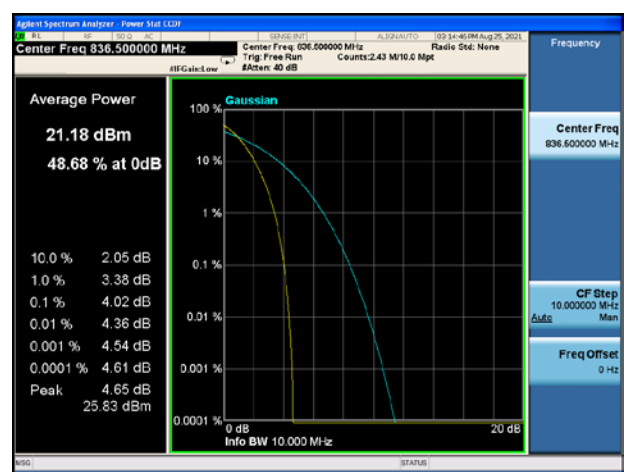 Agilent Spectrum Analyzer - Power Stat CCDF
RL RF 50 Ω AC SENSE:INT ALIGNAUTO 03:14:46 PM Aug 25, 2021
Center Freq 836.500000 MHz
Center Freq: 836.500000 MHz Radio Std: None
Trig: Free Run Counts:2.43 M/10.0 Mpt
#IFGain:Low #Atten: 40 dB
Frequency
Average Power
21.18 dBm
48.68 % at 0dB
10.0 % 2.05 dB
1.0 % 3.38 dB
0.1 % 4.02 dB
0.01 % 4.36 dB
0.001 % 4.54 dB
0.0001 % 4.61 dB
Peak 4.65 dB
25.83 dBm
Gaussian
100 %
10 %
1 %
0.1 %
0.01 %
0.001 %
0.0001 %
0 dB 20 dB
Info BW 10.000 MHz
Center Freq
836.500000 MHz
CF Step
10.000000 MHz
Auto Man
Freq Offset
0 Hz
MSG STATUS